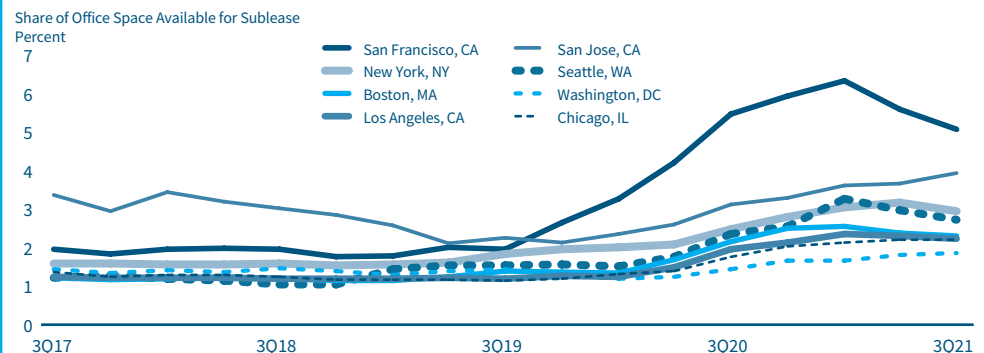 Share of Office Space Available for Sublease
Percent
7
6
5
4
3
2
1
0
San Francisco, CA
New York, NY
Boston, MA
Los Angeles, CA
San Jose, CA
Seattle, WA
Washington, DC
Chicago, IL
3Q17 3Q18 3Q19 3Q20 3Q21